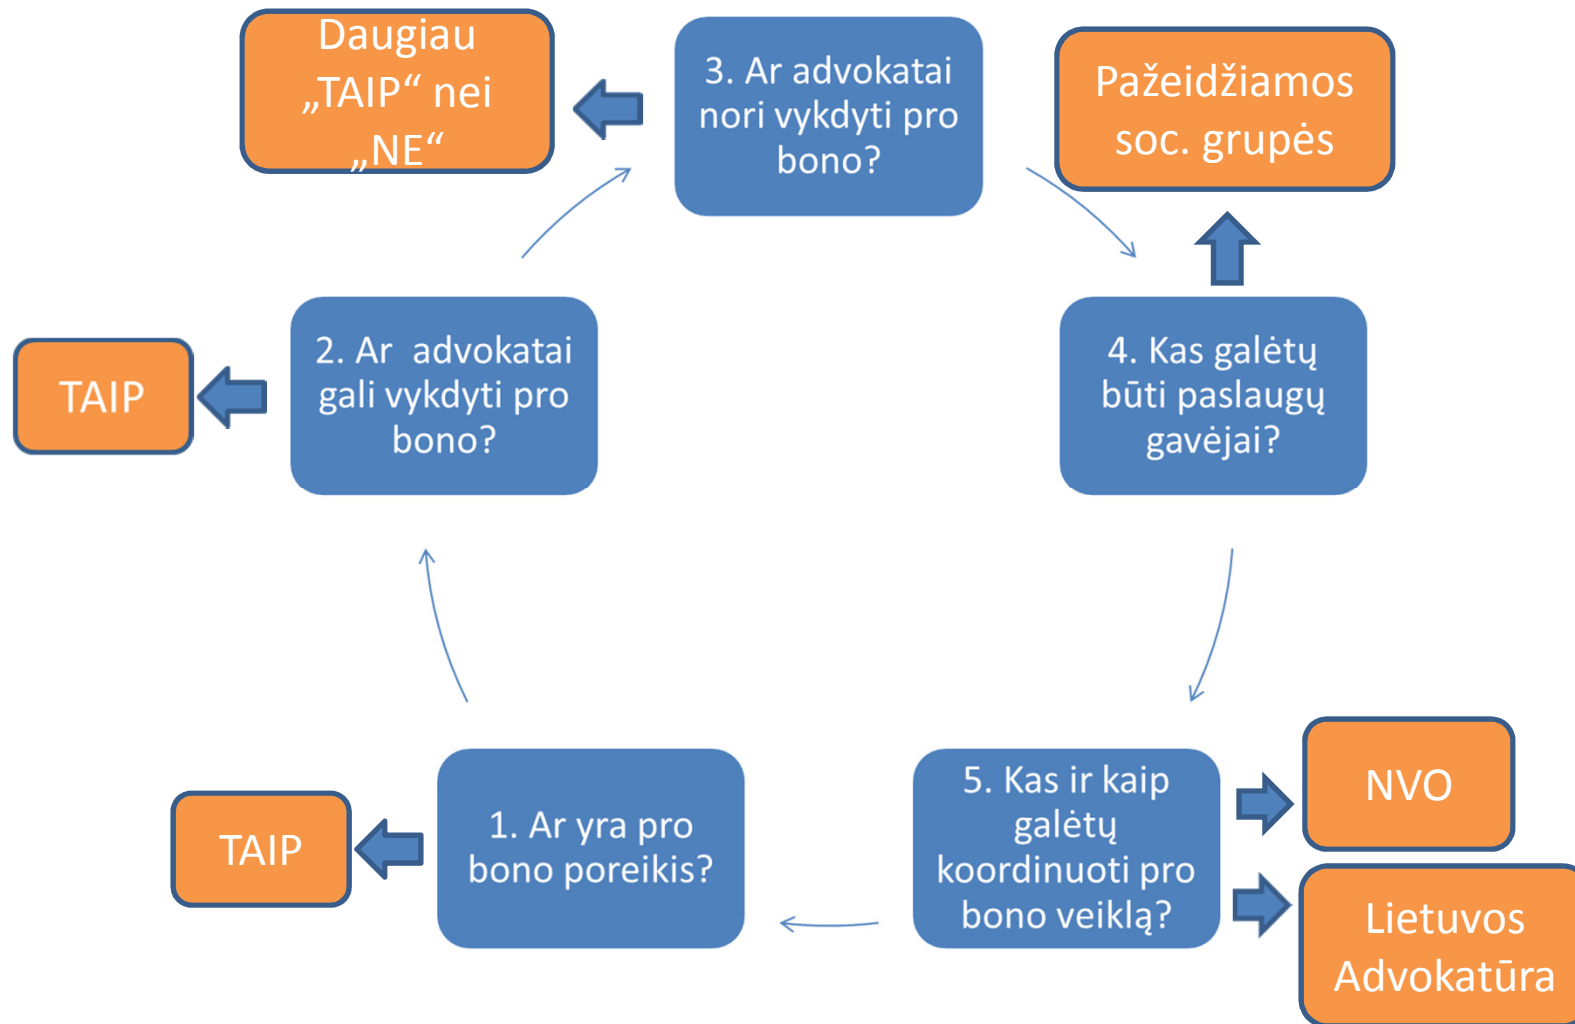 Daugiau
„TAIP“ nei
„NE“
3. Ar advokatai
nori vykdyti pro
bono?
Pažeidžiamos
soc. grupės
TAIP
2. Ar  advokatai
gali vykdyti pro
bono?
4. Kas galėtų
būti paslaugų
gavėjai?
TAIP
1. Ar yra pro
bono poreikis?
5. Kas ir kaip
galėtų
koordinuoti pro
bono veiklą?
NVO
Lietuvos
Advokatūra